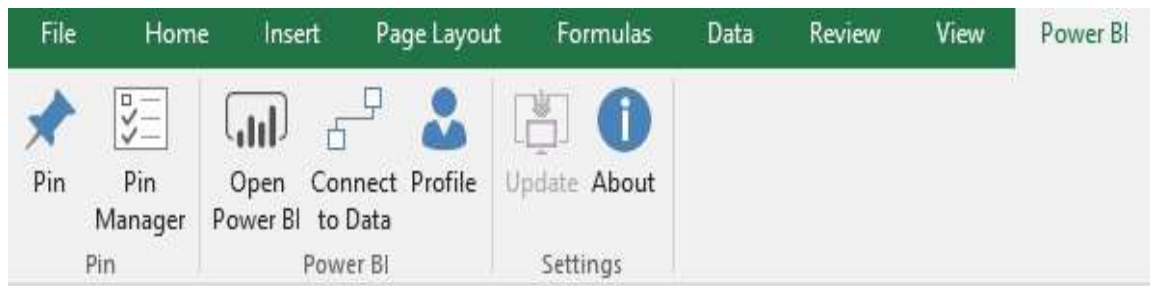 File Home Insert Page Layout Formulas Data Review View Power BI
Pin Pin Open Connect Profile Update About
Manager Power BI to Data
Pin Power BI Settings